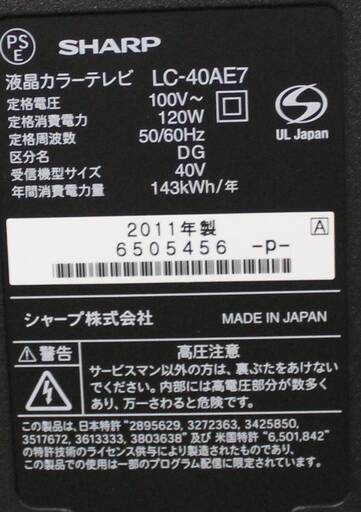 PS
E
SHARP
液晶カラーテレビ LC-40AE7
定格電圧 100V～
定格消費電力 120W
定格周波数 50/60Hz
区分名 DG
受信機型サイズ 40V
年間消費電力量 143kWh/年
S
UL Japan
2011年製
A
6505456 -p-
シャープ株式会社 MADE IN JAPAN
警告 高圧注意
サービスマン以外の方は、裏ぶたをあけない
でください。内部には高電圧部分が数多く
あり、万一さわると危険です。
この製品は、日本特許 "2895629, 3272363, 3425850,
3517672, 3613333, 3803638" 及び 米国特許 "6,501,842"
の特許技術のライセンス供与により製造されたものであり、
この製品での使用は一部のプログラム配信に限定されています。